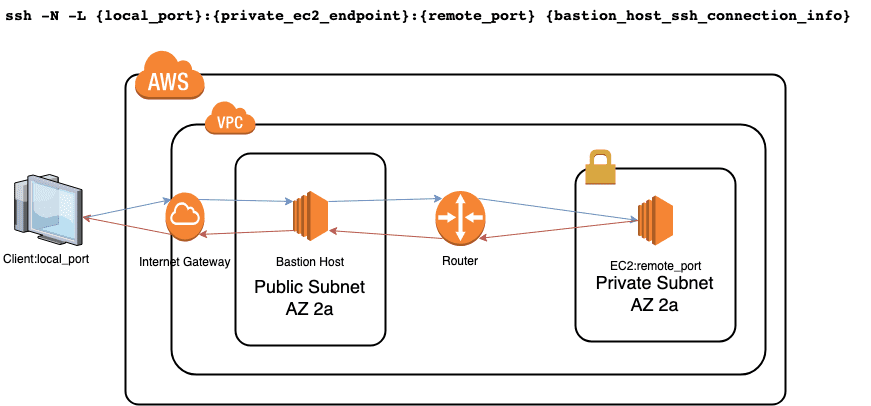 ssh -N -L {local_port}:{private_ec2_endpoint}:{remote_port} {bastion_host_ssh_connection_info}
AWS
VPC
Client:local_port
Internet Gateway
Bastion Host
Public Subnet
AZ 2a
Router
EC2:remote_port
Private Subnet
AZ 2a